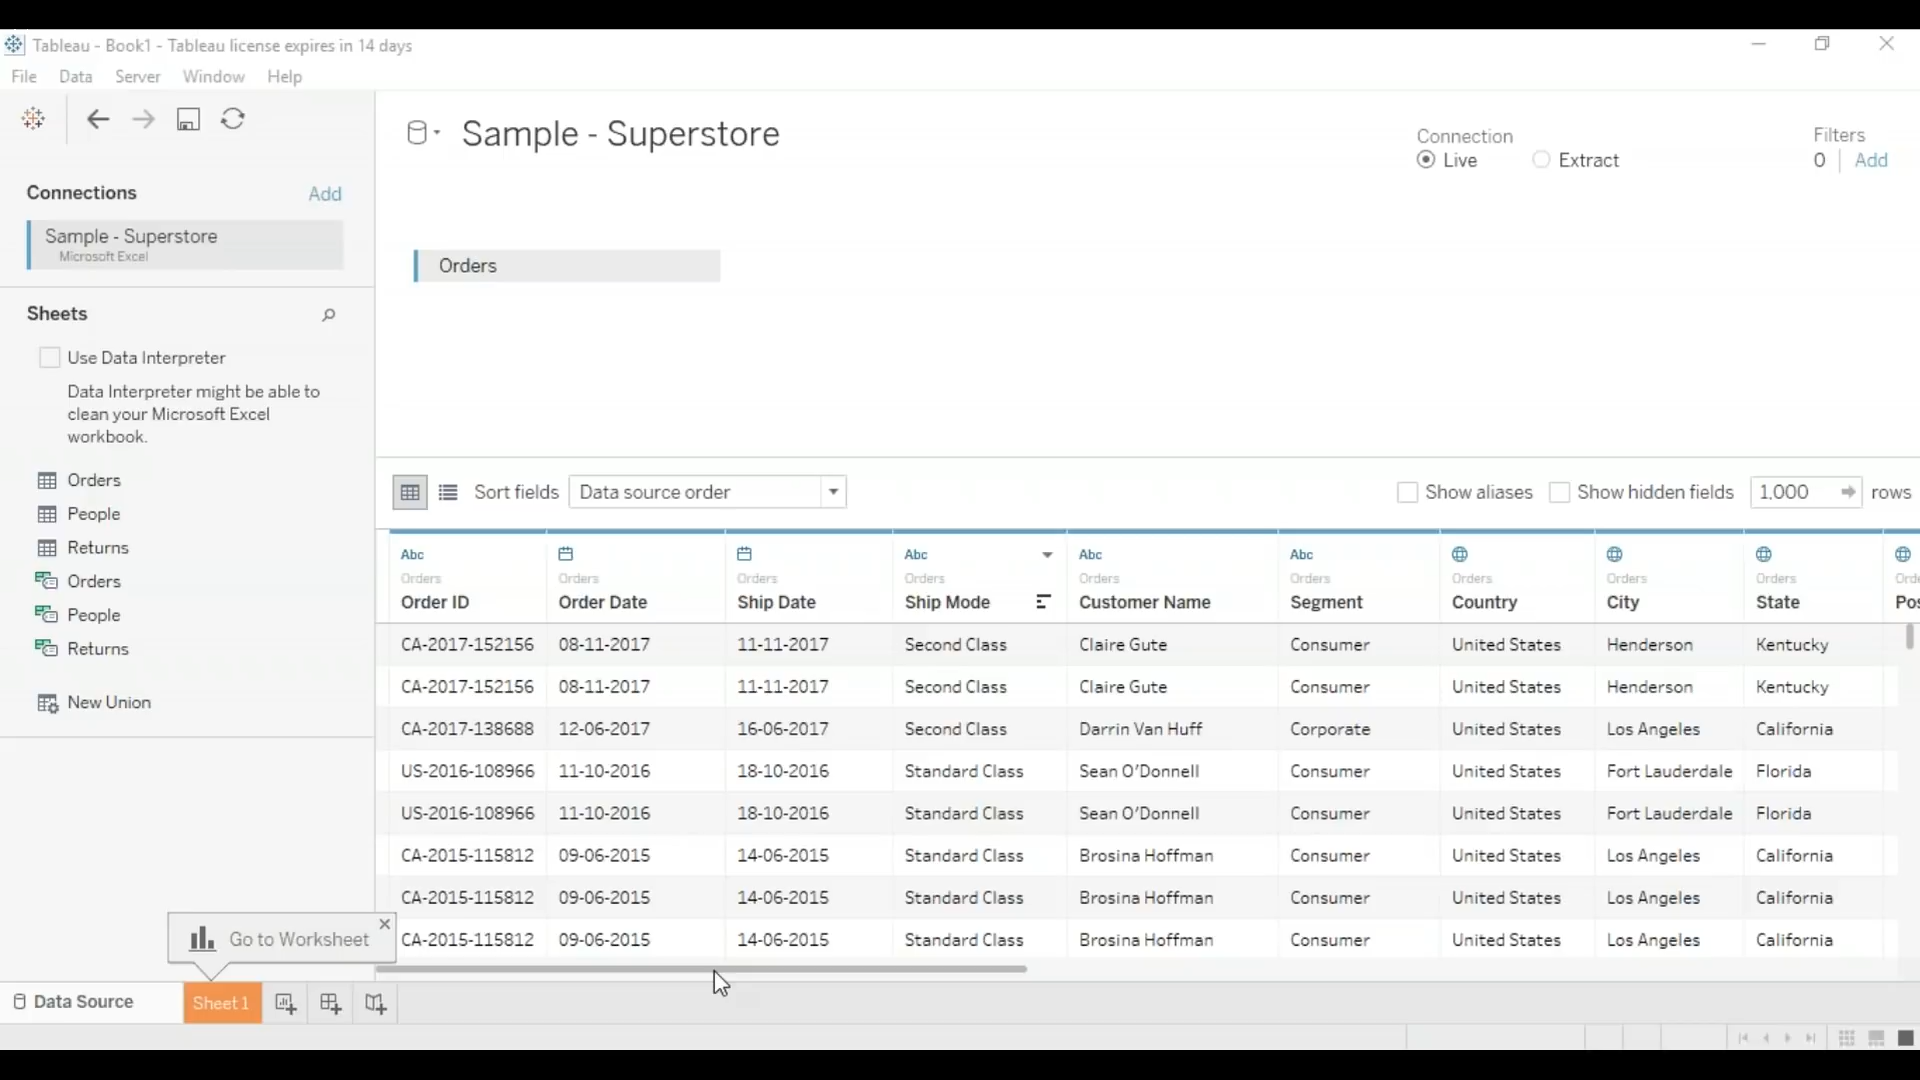 Tableau - Book1 - Tableau license expires in 14 days
File Data Server Window Help
Connections Add
Sample - Superstore
Microsoft Excel
Sheets
Use Data Interpreter
Data Interpreter might be able to
clean your Microsoft Excel
workbook.
Orders
People
Returns
Orders
People
Returns
New Union
Sample - Superstore
Connection
Live Extract
Filters
0 Add
Orders
Sort fields Data source order Show aliases Show hidden fields 1.000 rows
Abc Abc Abc Abc
Orders Orders Orders Orders Orders Orders Orders Orders Orders
Order ID Order Date Ship Date Ship Mode Customer Name Segment Country City State
CA-2017-152156 08-11-2017 11-11-2017 Second Class Claire Gute Consumer United States Henderson Kentucky
CA-2017-152156 08-11-2017 11-11-2017 Second Class Claire Gute Consumer United States Henderson Kentucky
CA-2017-138688 12-06-2017 16-06-2017 Second Class Darrin Van Huff Corporate United States Los Angeles California
US-2016-108966 11-10-2016 18-10-2016 Standard Class Sean O'Donnell Consumer United States Fort Lauderdale Florida
US-2016-108966 11-10-2016 18-10-2016 Standard Class Sean O'Donnell Consumer United States Fort Lauderdale Florida
CA-2015-115812 09-06-2015 14-06-2015 Standard Class Brosina Hoffman Consumer United States Los Angeles California
CA-2015-115812 09-06-2015 14-06-2015 Standard Class Brosina Hoffman Consumer United States Los Angeles California
CA-2015-115812 09-06-2015 14-06-2015 Standard Class Brosina Hoffman Consumer United States Los Angeles California
Go to Worksheet
Data Source Sheet 1